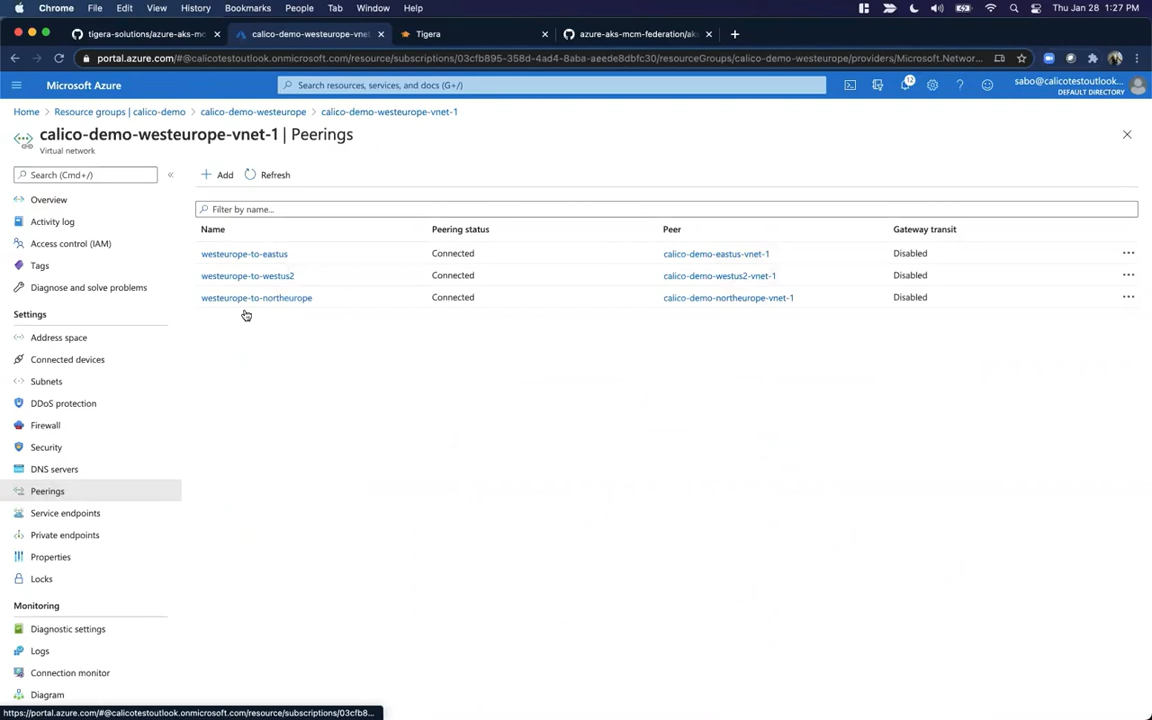 Chrome File Edit View History Bookmarks People Tab Window Help Thu Jan 28 1:27 PM
tigera-solutions/azure-aks-mc
calico-demo-westeurope-vnet
Tigera
azure-aks-mcm-federation/aks
portal.azure.com/#@calicotestoutlook.onmicrosoft.com/resource/subscriptions/03cfb895-358d-4ad4-8aba-aeede8dbfc30/resourceGroups/calico-demo-westeurope/providers/Microsoft.Networ...
Microsoft Azure
Search resources, services, and docs (G+/)
12
sabo@calicotestoutlook...
DEFAULT DIRECTORY
Home > Resource groups | calico-demo > calico-demo-westeurope > calico-demo-westeurope-vnet-1
calico-demo-westeurope-vnet-1 | Peerings
Virtual network
Search (Cmd+/)
Overview
Activity log
Access control (IAM)
Tags
Diagnose and solve problems
Settings
Address space
Connected devices
Subnets
DDoS protection
Firewall
Security
DNS servers
Peerings
Service endpoints
Private endpoints
Properties
Locks
Monitoring
Diagnostic settings
Logs
Connection monitor
Diagram
Add Refresh
Filter by name...
Name Peering status Peer Gateway transit
westeurope-to-eastus Connected calico-demo-eastus-vnet-1 Disabled
westeurope-to-westus2 Connected calico-demo-westus2-vnet-1 Disabled
westeurope-to-northeurope Connected calico-demo-northeurope-vnet-1 Disabled
https://portal.azure.com/#@calicotestoutlook.onmicrosoft.com/resource/subscriptions/03cfb8...